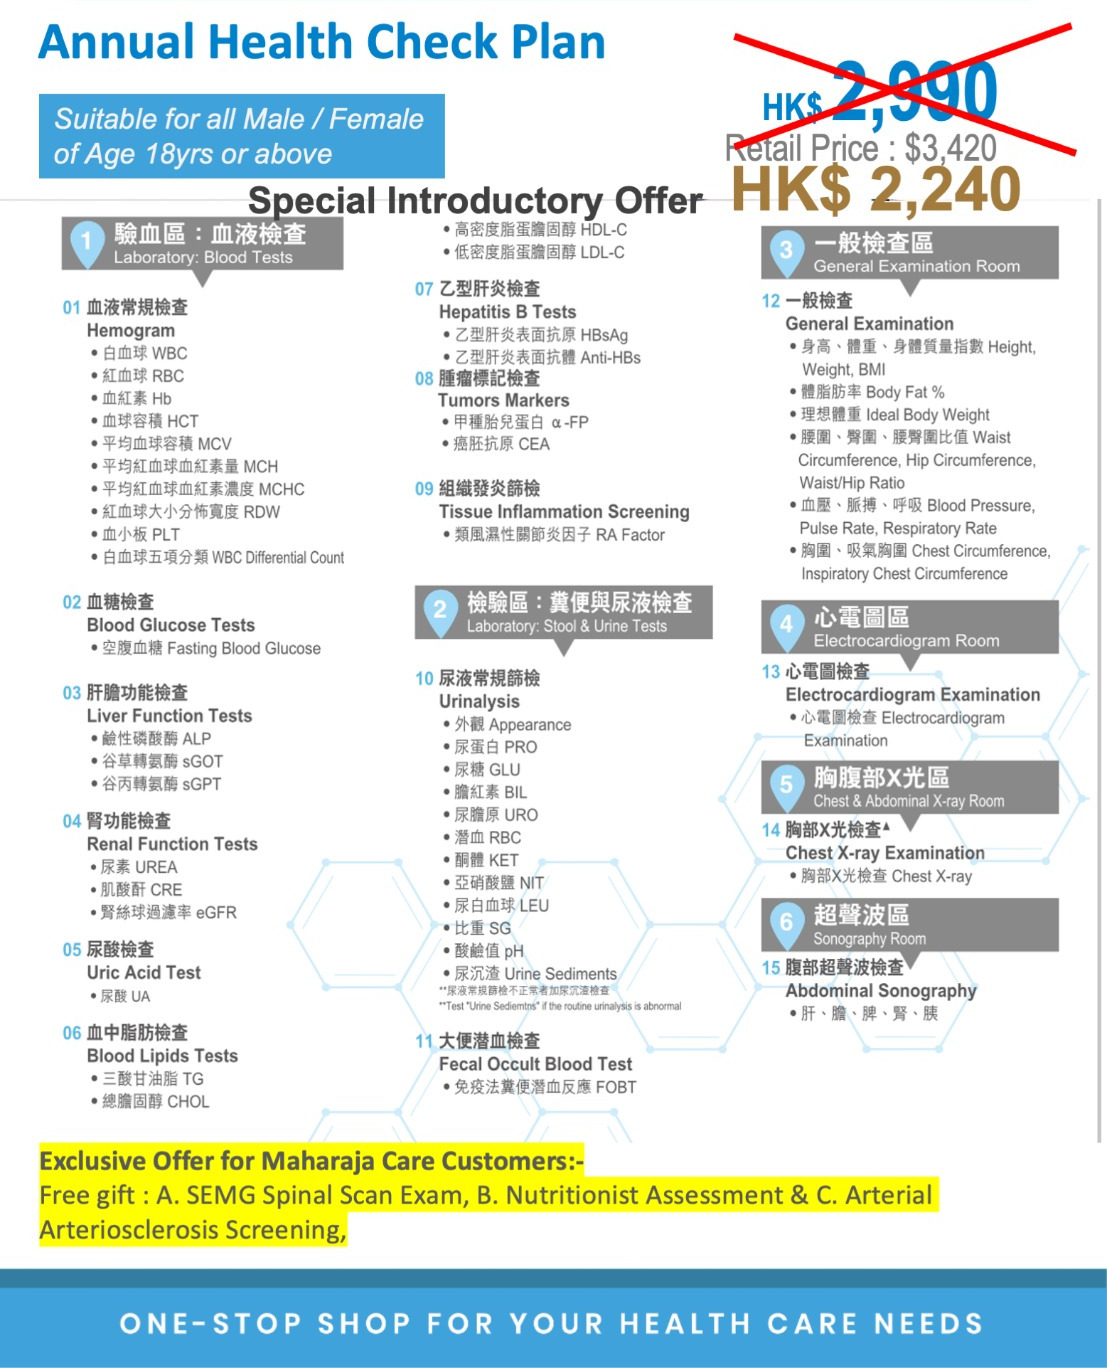 Annual Health Check Plan
Suitable for all Male / Female
of Age 18yrs or above
HK$ 2,990
Retail Price : $3,420
Special Introductory Offer HK$ 2,240
1 驗血區：血液檢查
Laboratory: Blood Tests
01 血液常規檢查
Hemogram
• 白血球 WBC
• 紅血球 RBC
• 血紅素 Hb
• 血球容積 HCT
• 平均血球容積 MCV
• 平均紅血球血紅素量 MCH
• 平均紅血球血紅素濃度 MCHC
• 紅血球大小分佈寬度 RDW
• 血小板 PLT
• 白血球五項分類 WBC Differential Count
02 血糖檢查
Blood Glucose Tests
• 空腹血糖 Fasting Blood Glucose
03 肝膽功能檢查
Liver Function Tests
• 鹼性磷酸酶 ALP
• 谷草轉氨酶 sGOT
• 谷丙轉氨酶 sGPT
04 腎功能檢查
Renal Function Tests
• 尿素 UREA
• 肌酸酐 CRE
• 腎絲球過濾率 eGFR
05 尿酸檢查
Uric Acid Test
• 尿酸 UA
06 血中脂肪檢查
Blood Lipids Tests
• 三酸甘油脂 TG
• 總膽固醇 CHOL
• 高密度脂蛋膽固醇 HDL-C
• 低密度脂蛋膽固醇 LDL-C
07 乙型肝炎檢查
Hepatitis B Tests
• 乙型肝炎表面抗原 HBsAg
• 乙型肝炎表面抗體 Anti-HBs
08 腫瘤標記檢查
Tumors Markers
• 甲種胎兒蛋白 α-FP
• 癌胚抗原 CEA
09 組織發炎篩檢
Tissue Inflammation Screening
• 類風濕性關節炎因子 RA Factor
2 檢驗區：糞便與尿液檢查
Laboratory: Stool & Urine Tests
10 尿液常規篩檢
Urinalysis
• 外觀 Appearance
• 尿蛋白 PRO
• 尿糖 GLU
• 膽紅素 BIL
• 尿膽原 URO
• 潛血 RBC
• 酮體 KET
• 亞硝酸鹽 NIT
• 尿白血球 LEU
• 比重 SG
• 酸鹼值 pH
• 尿沉渣 Urine Sediments
**尿液常規篩檢不正常者加尿沉渣檢查
**Test "Urine Sediemtns" if the routine urinalysis is abnormal
11 大便潛血檢查
Fecal Occult Blood Test
• 免疫法糞便潛血反應 FOBT
3 一般檢查區
General Examination Room
12 一般檢查
General Examination
• 身高、體重、身體質量指數 Height,
Weight, BMI
• 體脂肪率 Body Fat %
• 理想體重 Ideal Body Weight
• 腰圍、臀圍、腰臀圍比值 Waist
Circumference, Hip Circumference,
Waist/Hip Ratio
• 血壓、脈搏、呼吸 Blood Pressure,
Pulse Rate, Respiratory Rate
• 胸圍、吸氣胸圍 Chest Circumference,
Inspiratory Chest Circumference
4 心電圖區
Electrocardiogram Room
13 心電圖檢查
Electrocardiogram Examination
• 心電圖檢查 Electrocardiogram
Examination
5 胸腹部X光區
Chest & Abdominal X-ray Room
14 胸部X光檢查▲
Chest X-ray Examination
• 胸部X光檢查 Chest X-ray
6 超聲波區
Sonography Room
15 腹部超聲波檢查
Abdominal Sonography
• 肝、膽、脾、腎、胰
Exclusive Offer for Maharaja Care Customers:-
Free gift : A. SEMG Spinal Scan Exam, B. Nutritionist Assessment & C. Arterial
Arteriosclerosis Screening,
ONE-STOP SHOP FOR YOUR HEALTH CARE NEEDS